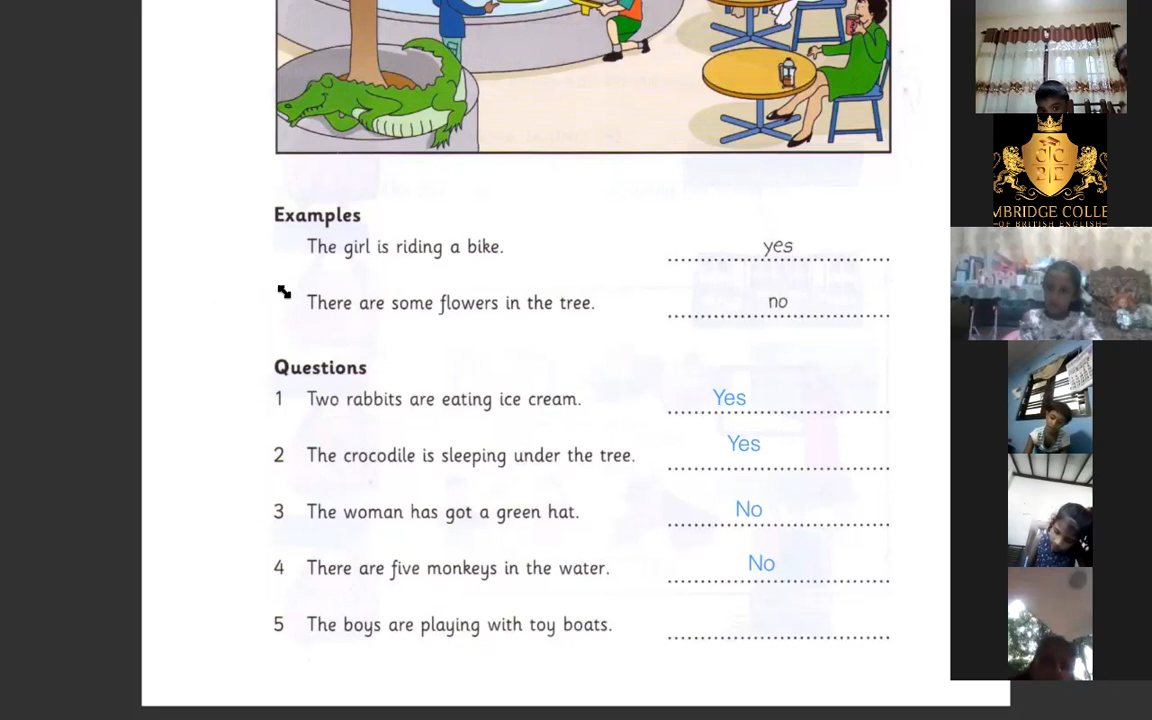 Examples
The girl is riding a bike. yes
There are some flowers in the tree. no
Questions
1 Two rabbits are eating ice cream. Yes
2 The crocodile is sleeping under the tree. Yes
3 The woman has got a green hat. No
4 There are five monkeys in the water. No
5 The boys are playing with toy boats.
MBRIDGE COLLE
OF BRITISH ENGLISH